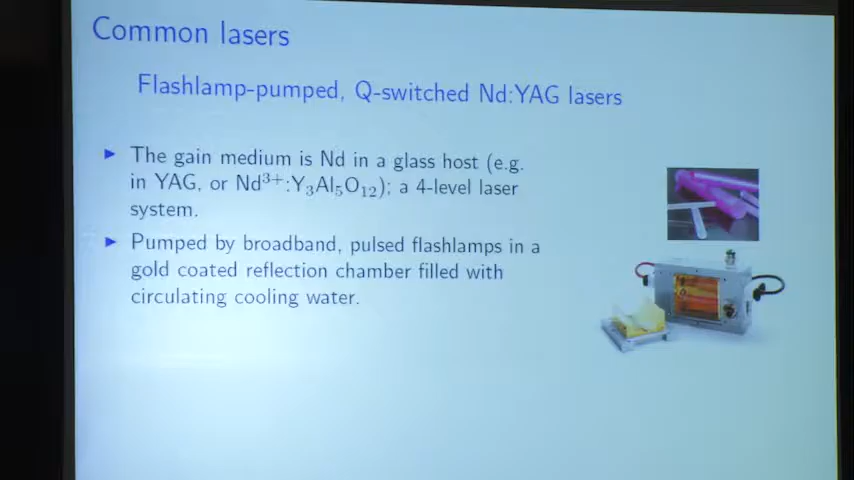 Common lasers
Flashlamp-pumped, Q-switched Nd:YAG lasers
The gain medium is Nd in a glass host (e.g.
in YAG, or Nd³⁺:Y₃Al₅O₁₂); a 4-level laser
system.
Pumped by broadband, pulsed flashlamps in a
gold coated reflection chamber filled with
circulating cooling water.